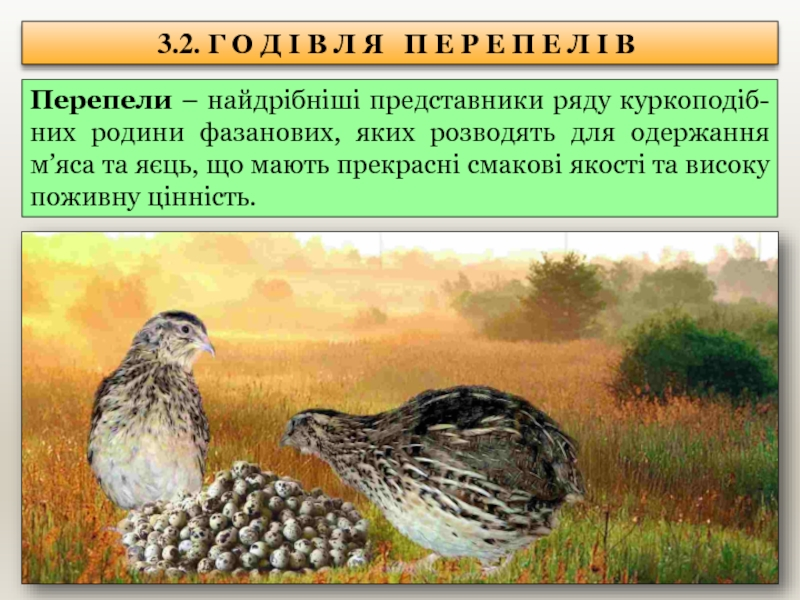 3.2. Г О Д І В Л Я П Е Р Е П Е Л І В
Перепели – найдрібніші представники ряду куркоподіб-
них родини фазанових, яких розводять для одержання
м’яса та яєць, що мають прекрасні смакові якості та високу
поживну цінність.